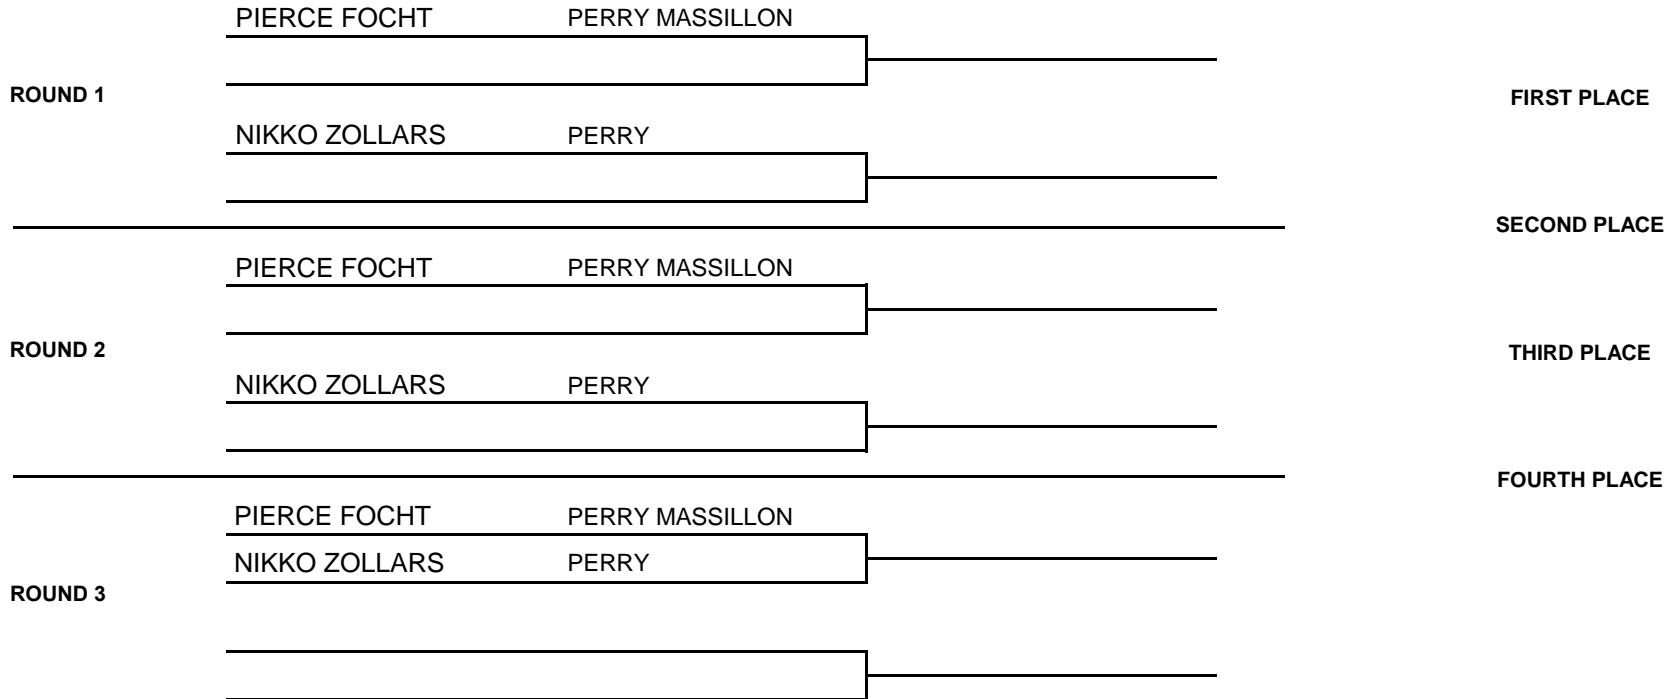 PIERCE FOCHT PERRY MASSILLON
ROUND 1
FIRST PLACE
NIKKO ZOLLARS PERRY
SECOND PLACE
PIERCE FOCHT PERRY MASSILLON
ROUND 2
THIRD PLACE
NIKKO ZOLLARS PERRY
FOURTH PLACE
PIERCE FOCHT PERRY MASSILLON
NIKKO ZOLLARS PERRY
ROUND 3